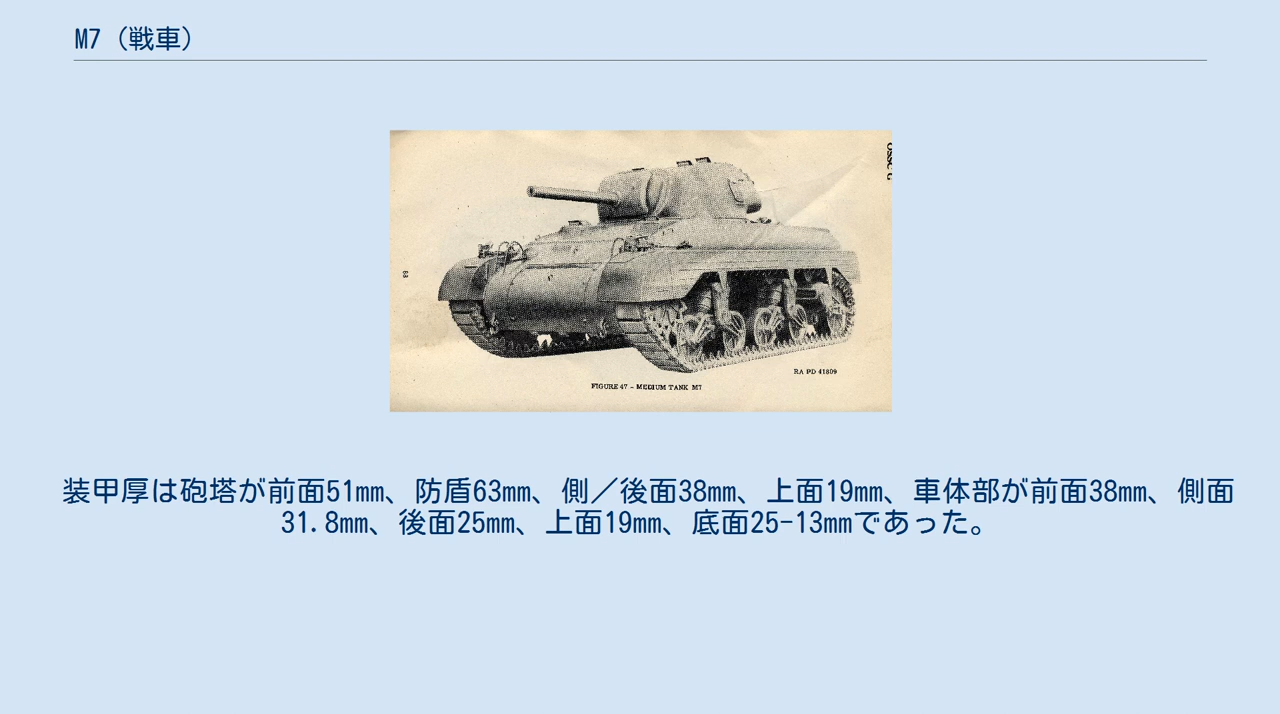 M7（戦車）
63
RA PD 41809
FIGURE 47 - MEDIUM TANK M7
装甲厚は砲塔が前面51mm、防盾63mm、側／後面38mm、上面19mm、車体部が前面38mm、側面
31.8mm、後面25mm、上面19mm、底面25-13mmであった。